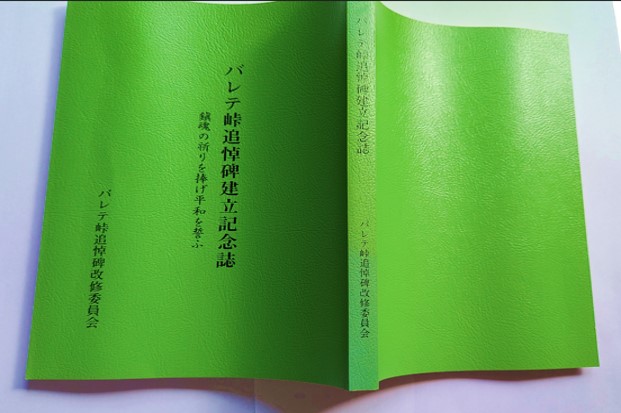 バレテ峠追悼碑建立記念誌
鎮魂の祈りを捧げ平和を誓ふ
バレテ峠追悼碑改修委員会
バレテ峠追悼碑建立記念誌
バレテ峠追悼碑改修委員会